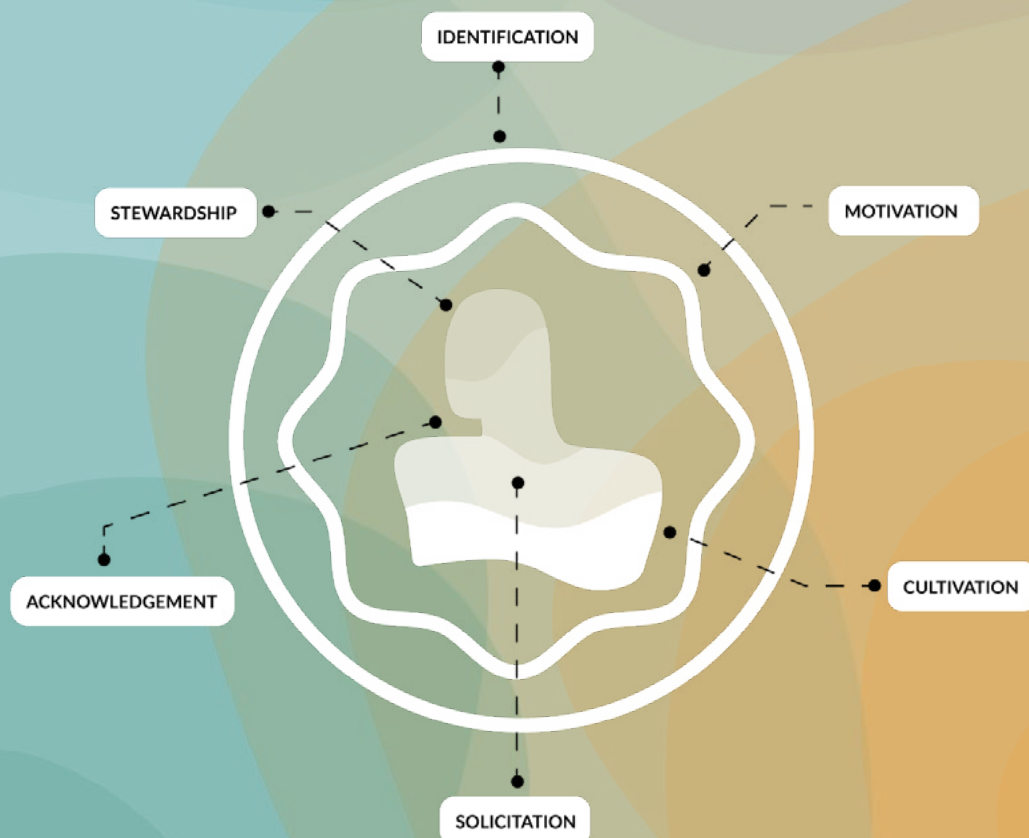 IDENTIFICATION
STEWARDSHIP
MOTIVATION
ACKNOWLEDGEMENT
CULTIVATION
SOLICITATION